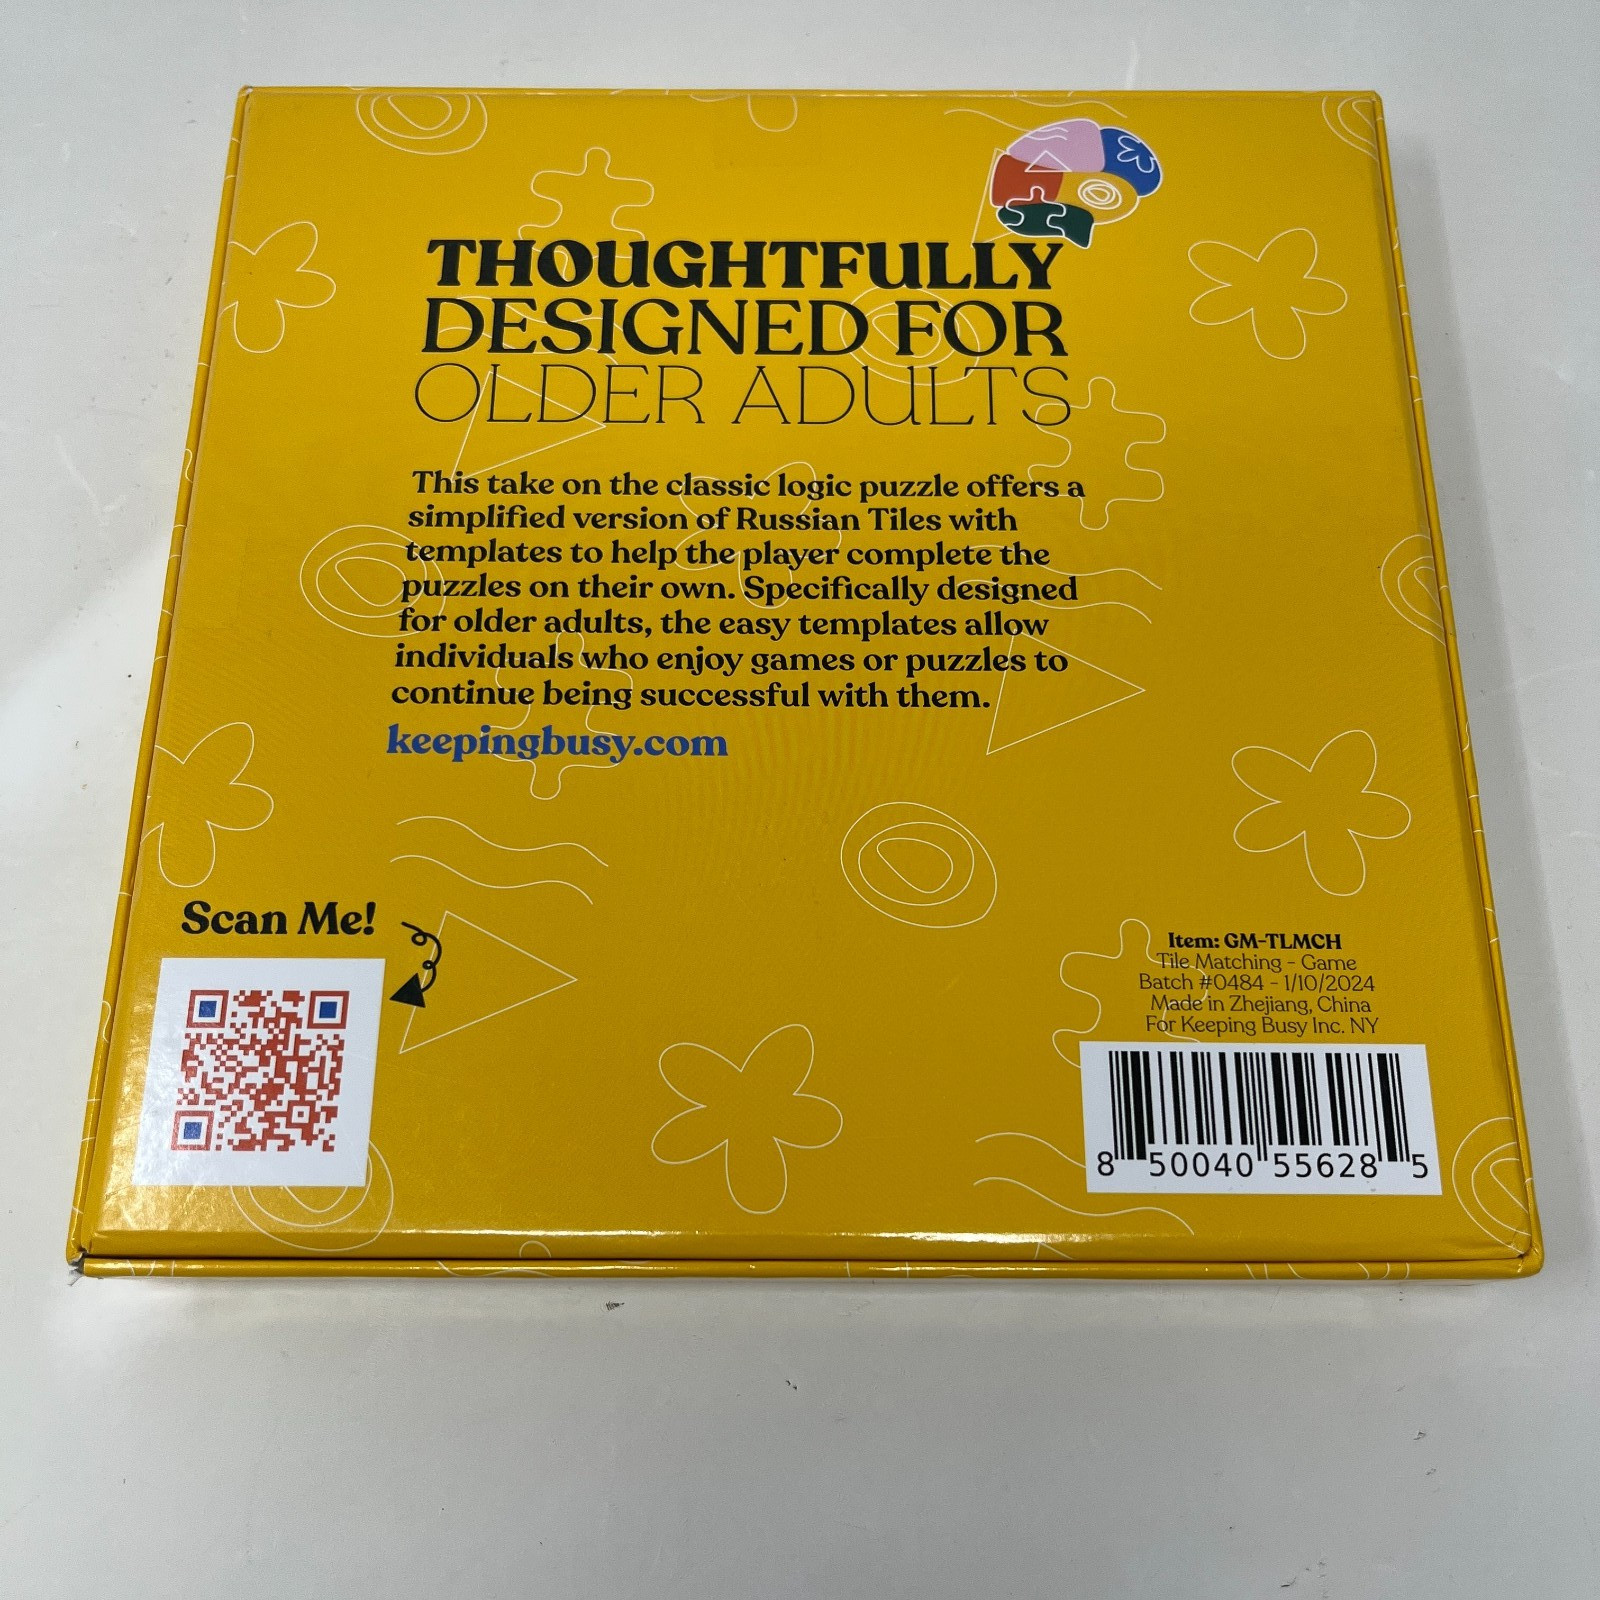 THOUGHTFULLY
DESIGNED FOR
OLDER ADULTS
This take on the classic logic puzzle offers a
simplified version of Russian Tiles with
templates to help the player complete the
puzzles on their own. Specifically designed
for older adults, the easy templates allow
individuals who enjoy games or puzzles to
continue being successful with them.
keepingbusy.com
Scan Me!
Item: GM-TLMCH
Tile Matching - Game
Batch #0484 - 1/10/2024
Made in Zhejiang, China
For Keeping Busy Inc. NY
8 50040 55628 5